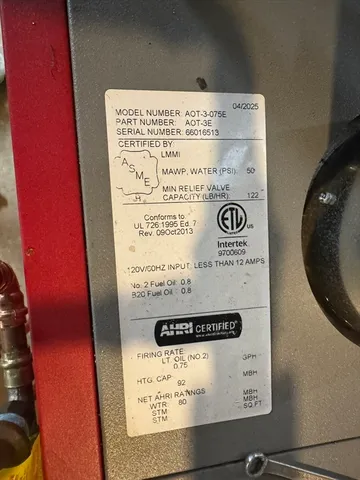 04/2025
MODEL NUMBER: AOT-3-075E
PART NUMBER: AOT-3E
SERIAL NUMBER: 66016513
CERTIFIED BY
LMMI
ASME
H
MAWP, WATER (PSI): 50
MIN RELIEF VALVE
CAPACITY (LB/HR): 122
Conforms to
UL 726:1995 Ed. 7
Rev. 09Oct2013
ETL
US
Intertek
9700609
120V/60HZ INPUT, LESS THAN 12 AMPS
No. 2 Fuel Oil : 0.8
B20 Fuel Oil : 0.8
AHRI CERTIFIED
FIRING RATE
LT. OIL (NO.2) GPH
0.75
HTG. CAP MBH
92
NET AHRI RATINGS
WTR: 80 MBH
STM: MBH
STM: SQ.FT.